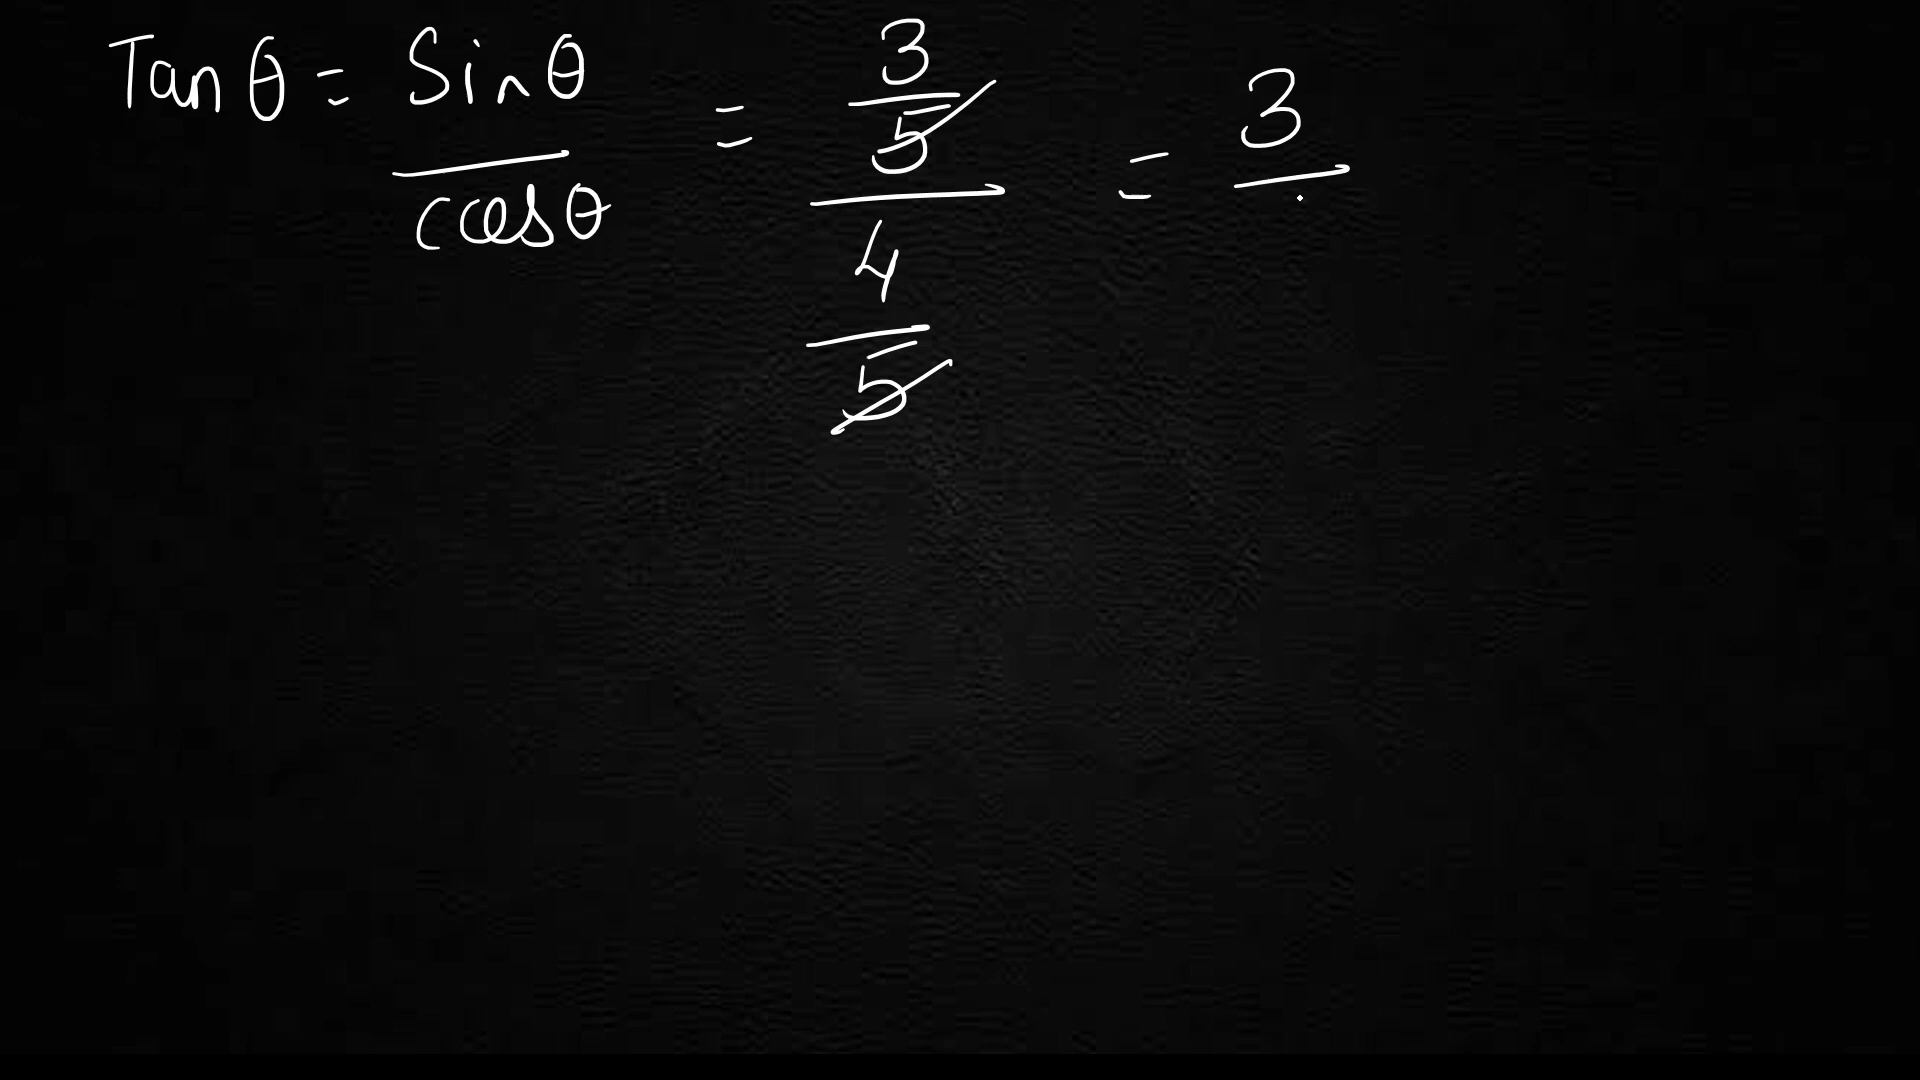 Tan θ = Sin θ / cos θ = 3/5 / 4/5 = 3/